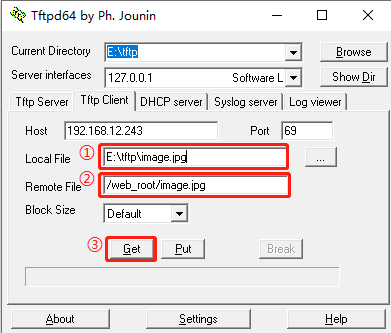 Tftpd64 by Ph. Jounin
Current Directory E:\tftp Browse
Server interfaces 127.0.0.1 Software L Show Dir
Tftp Server Tftp Client DHCP server Syslog server Log viewer
Host 192.168.12.243 Port 69
Local File ① E:\tftp\image.jpg ...
Remote File ② /web_root/image.jpg
Block Size Default
③ Get Put Break
About Settings Help